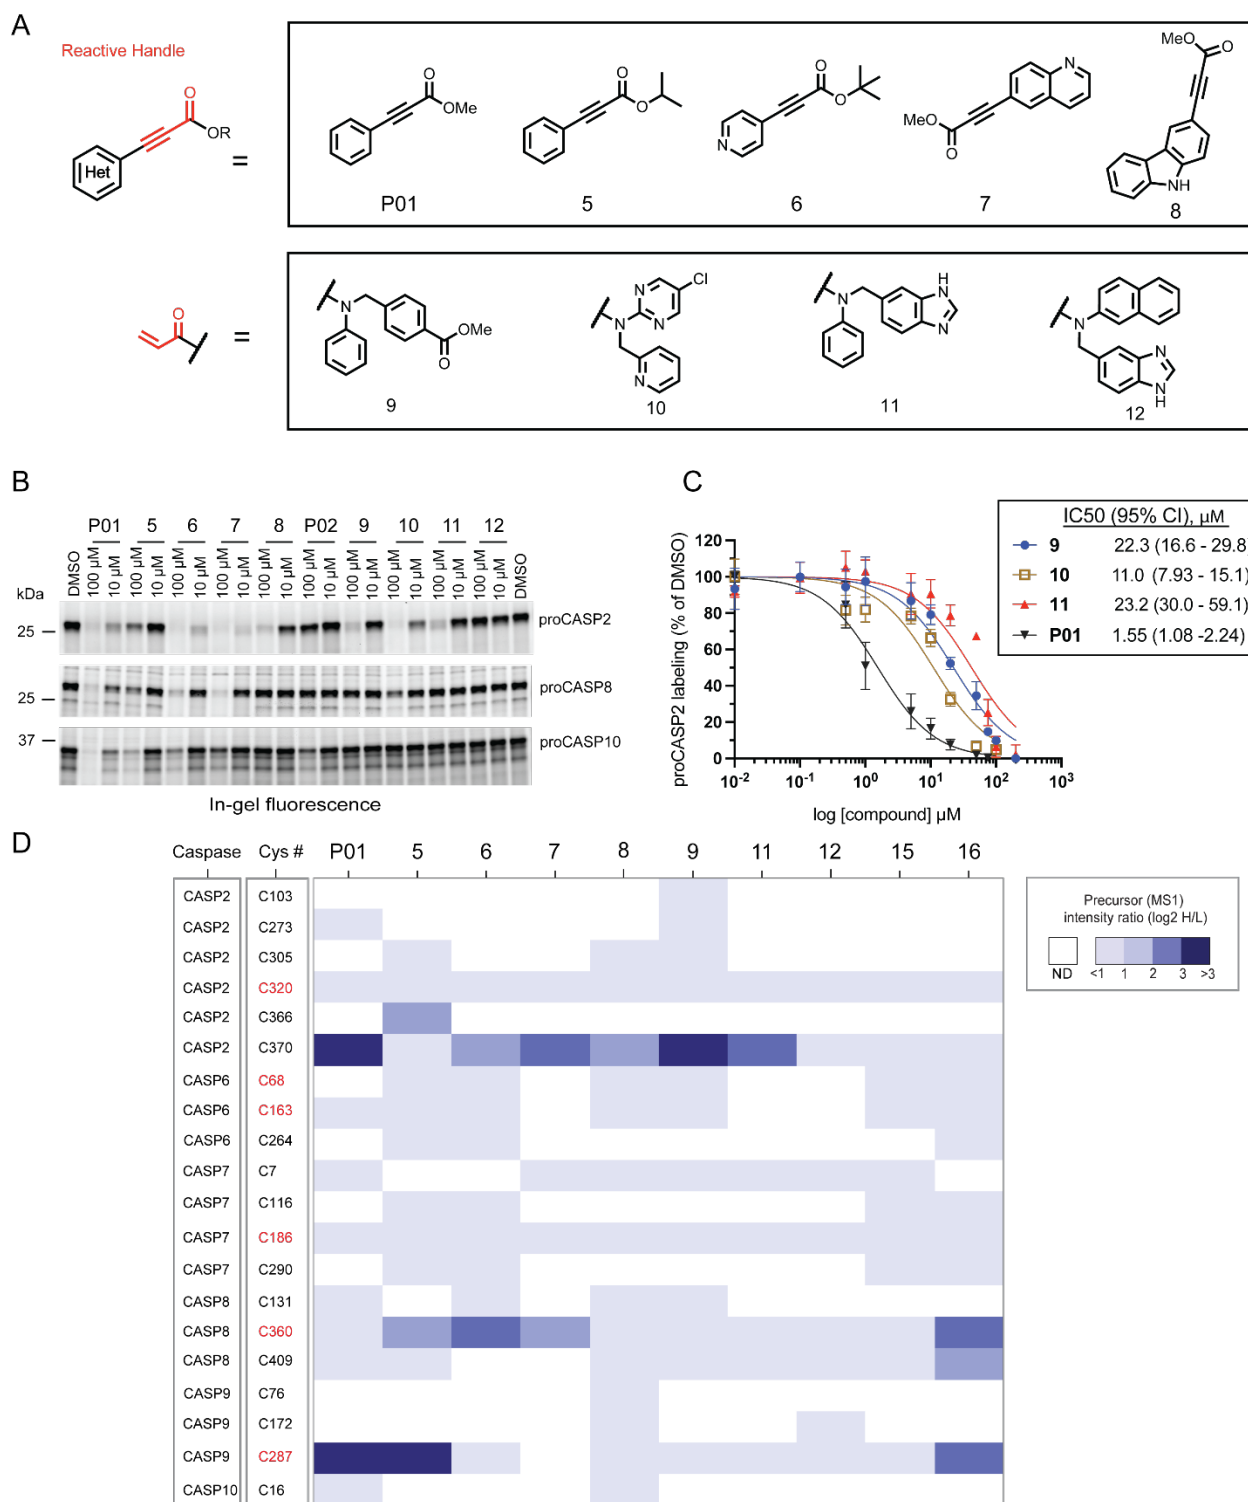 A
Reactive Handle
O
OR
Het
=
O
OMe
P01
O
O
5
O
O
N
6
N
MeO
O
7
MeO
O
NH
8
O
=
N
OMe
O
9
N
Cl
N
N
N
10
H
N
N
N
11
N
N
N
H
12
B
P01 5 6 7 8 P02 9 10 11 12
DMSO 100 µM 10 µM 100 µM 10 µM 100 µM 10 µM 100 µM 10 µM 100 µM 10 µM 100 µM 10 µM 100 µM 10 µM 100 µM 10 µM 100 µM 10 µM 100 µM 10 µM DMSO
kDa
25
proCASP2
25
proCASP8
37
proCASP10
In-gel fluorescence
C
IC50 (95% CI), µM
9 22.3 (16.6 - 29.8)
10 11.0 (7.93 - 15.1)
11 23.2 (30.0 - 59.1)
P01 1.55 (1.08 -2.24)
proCASP2 labeling (% of DMSO)
120
100
80
60
40
20
0
10-2 10-1 100 101 102 103
log [compound] µM
D
Caspase Cys # P01 5 6 7 8 9 11 12 15 16
CASP2 C103
CASP2 C273
CASP2 C305
CASP2 C320
CASP2 C366
CASP2 C370
CASP6 C68
CASP6 C163
CASP6 C264
CASP7 C7
CASP7 C116
CASP7 C186
CASP7 C290
CASP8 C131
CASP8 C360
CASP8 C409
CASP9 C76
CASP9 C172
CASP9 C287
CASP10 C16
Precursor (MS1)
intensity ratio (log2 H/L)
ND <1 1 2 3 >3